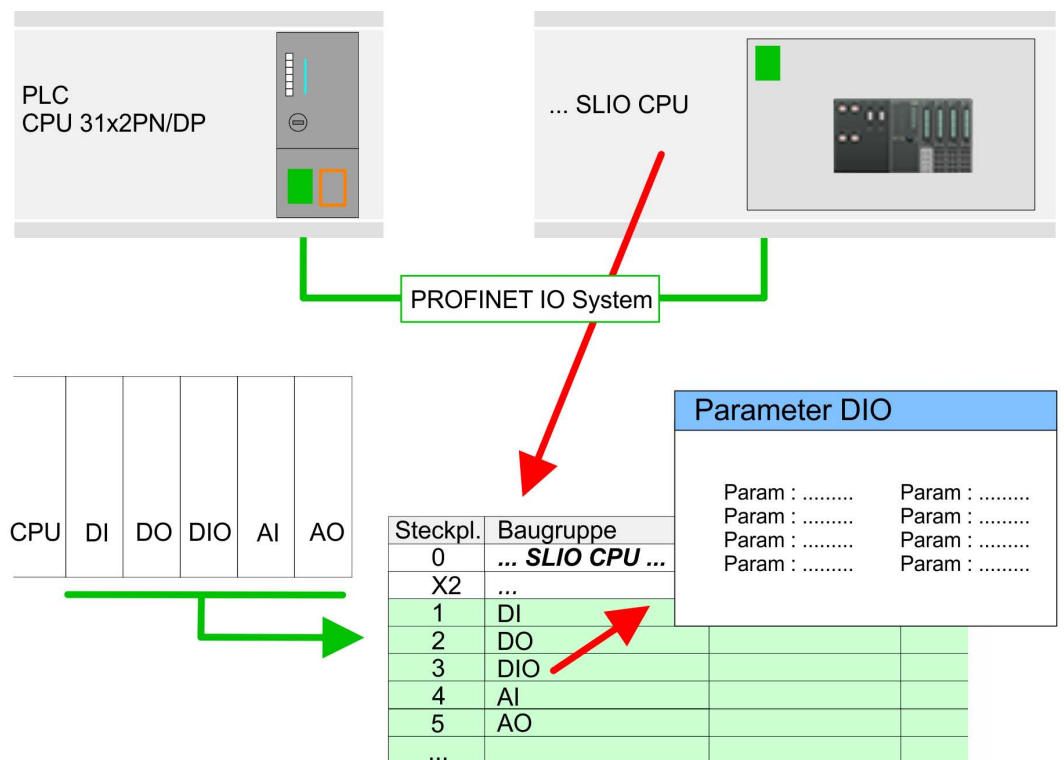 PLC
CPU 31x2PN/DP
... SLIO CPU
PROFINET IO System
CPU DI DO DIO AI AO
Parameter DIO
Param : ......... Param : .........
Param : ......... Param : .........
Param : ......... Param : .........
Param : ......... Param : .........
Steckpl. Baugruppe
0 ... SLIO CPU ...
X2 ...
1 DI
2 DO
3 DIO
4 AI
5 AO
...